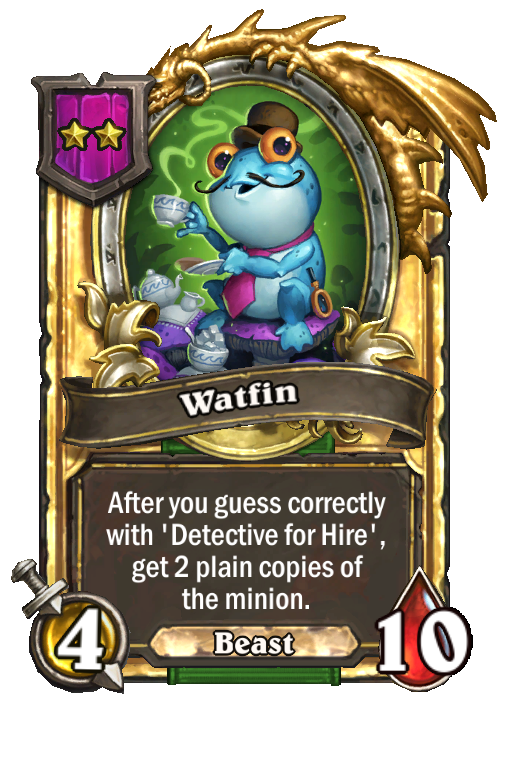 Watfin
After you guess correctly
with 'Detective for Hire',
get 2 plain copies of
the minion.
4
Beast
10